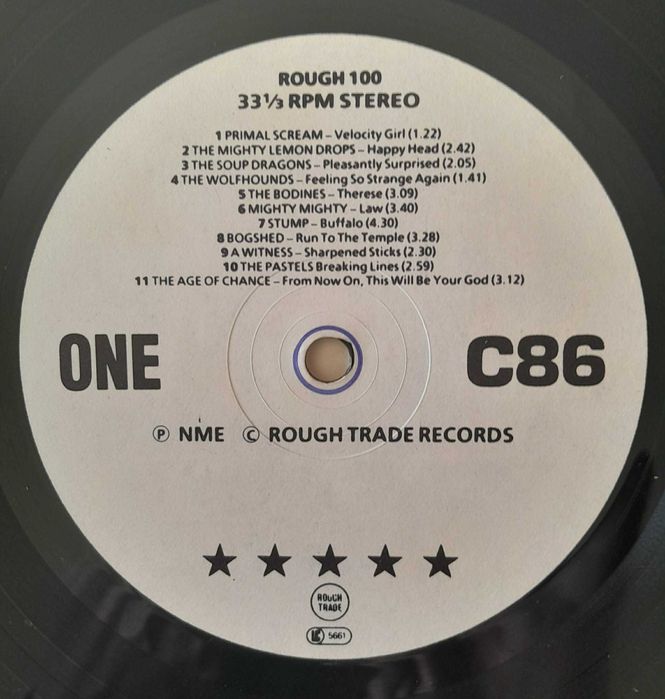 ROUGH 100
33⅓ RPM STEREO
1 PRIMAL SCREAM – Velocity Girl (1.22)
2 THE MIGHTY LEMON DROPS – Happy Head (2.42)
3 THE SOUP DRAGONS – Pleasantly Surprised (2.05)
4 THE WOLFHOUNDS – Feeling So Strange Again (1.41)
5 THE BODINES – Therese (3.09)
6 MIGHTY MIGHTY – Law (3.40)
7 STUMP – Buffalo (4.30)
8 BOGSHED – Run To The Temple (3.28)
9 A WITNESS – Sharpened Sticks (2.30)
10 THE PASTELS Breaking Lines (2.59)
11 THE AGE OF CHANCE – From Now On, This Will Be Your God (3.12)
ONE
C86
Ⓟ NME © ROUGH TRADE RECORDS
★ ★ ★ ★ ★
ROUGH
TRADE
LC 5661